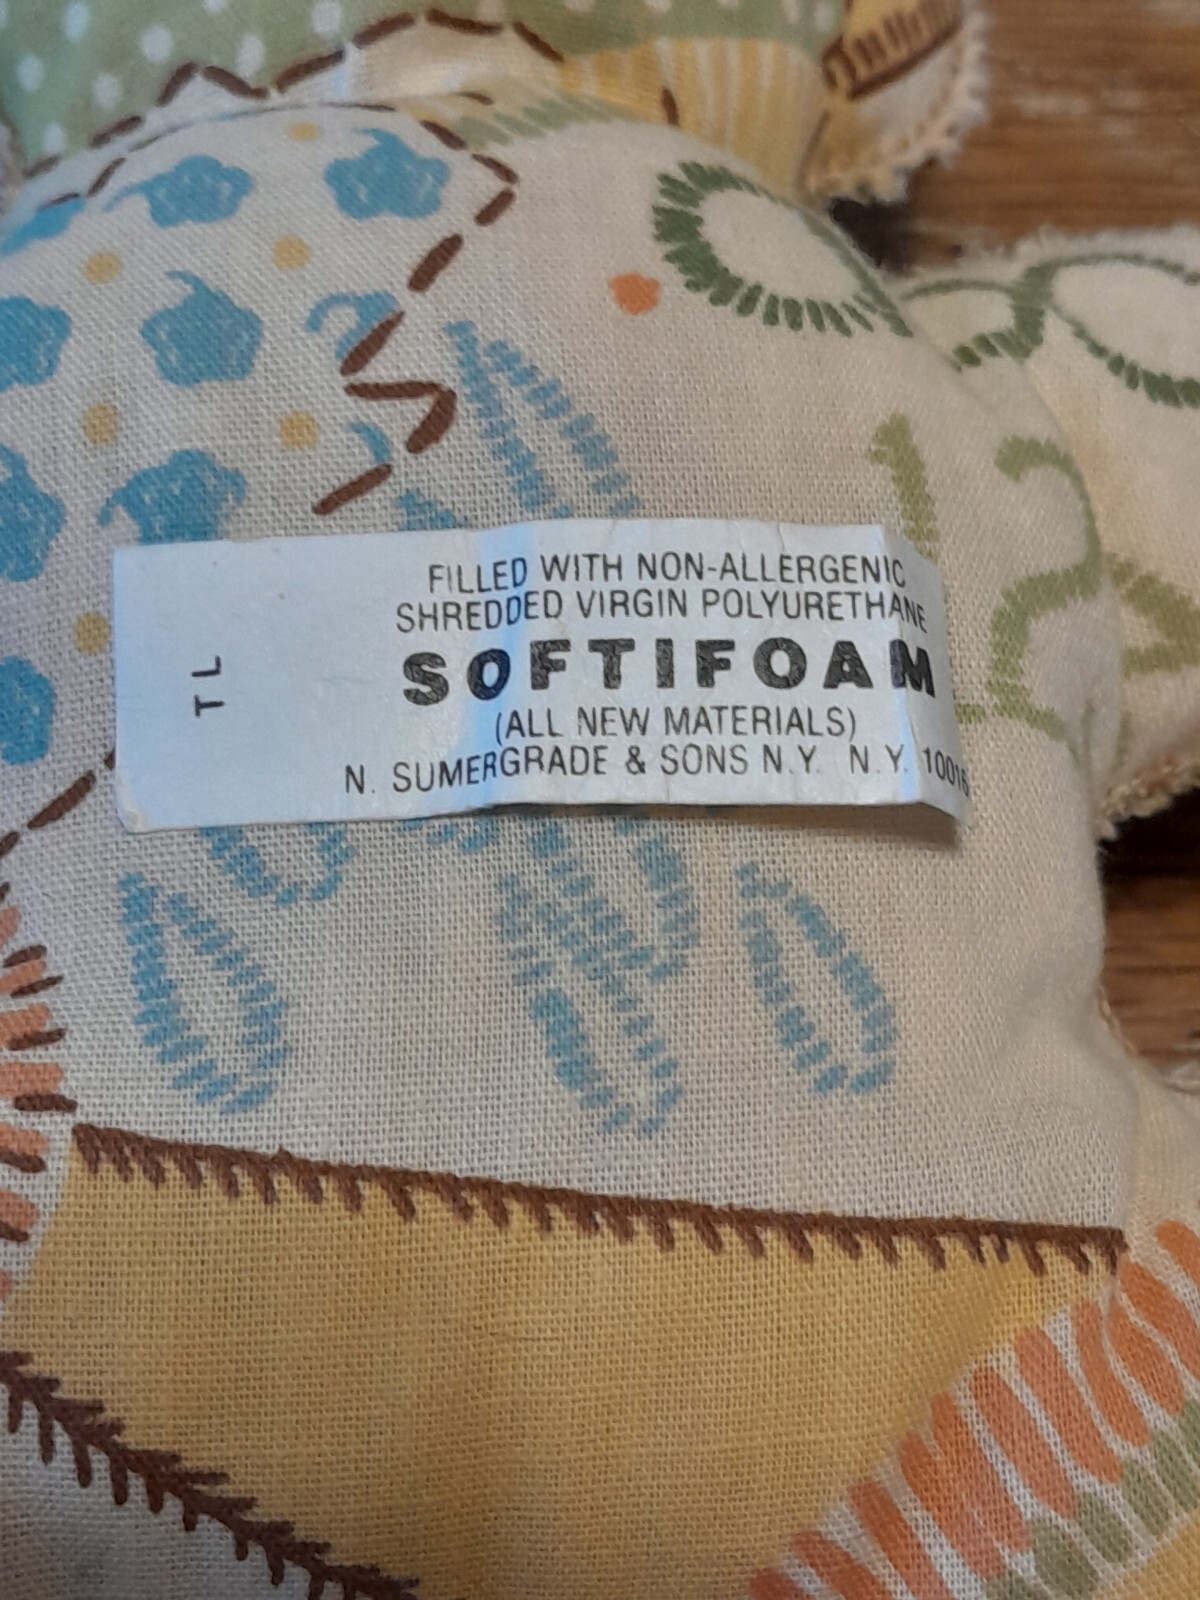 FILLED WITH NON-ALLERGENIC
SHREDDED VIRGIN POLYURETHANE
SOFTIFOAM
(ALL NEW MATERIALS)
N. SUMERGRADE & SONS N.Y. N.Y. 10016
TL